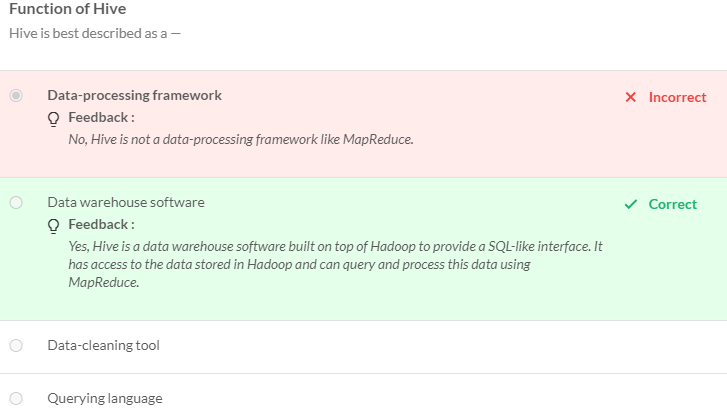 Function of Hive
Hive is best described as a —
Data-processing framework
Incorrect
Feedback :
No, Hive is not a data-processing framework like MapReduce.
Data warehouse software
Correct
Feedback :
Yes, Hive is a data warehouse software built on top of Hadoop to provide a SQL-like interface. It
has access to the data stored in Hadoop and can query and process this data using
MapReduce.
Data-cleaning tool
Querying language